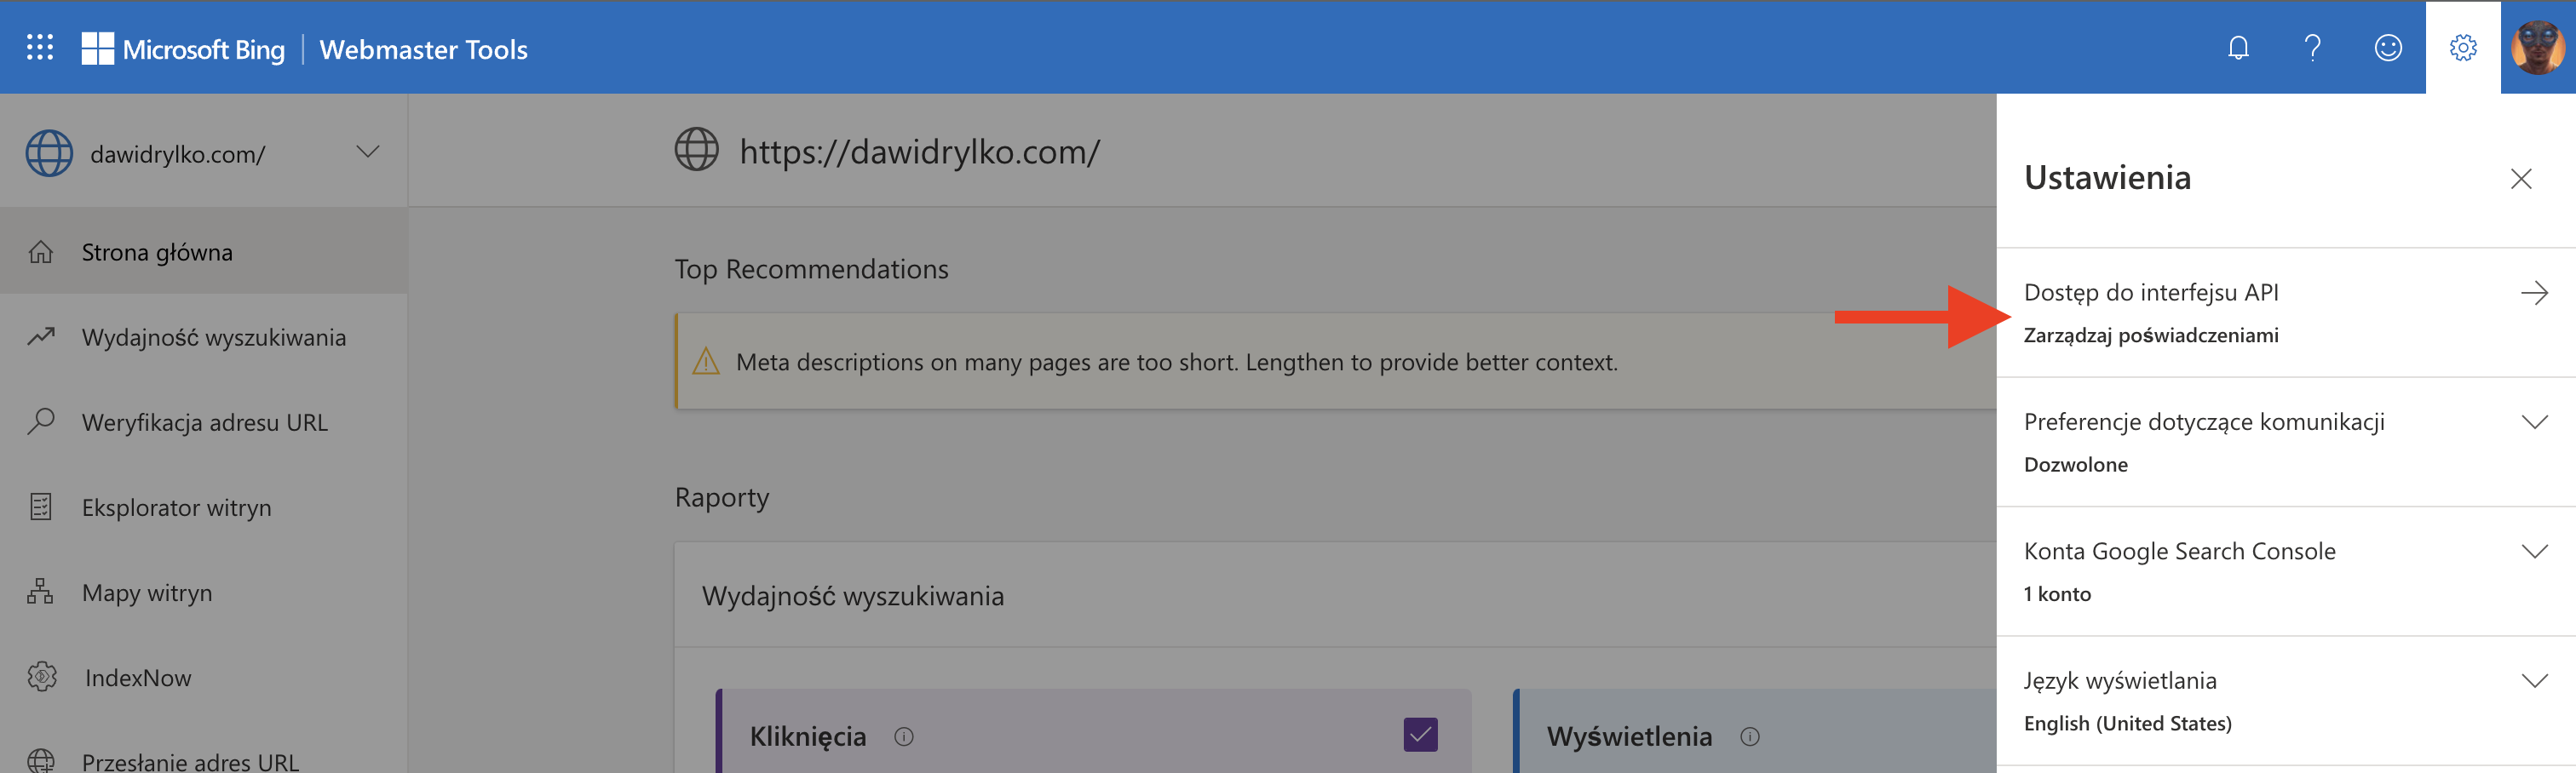 Microsoft Bing | Webmaster Tools
dawidrylko.com/
Strona główna
Wydajność wyszukiwania
Weryfikacja adresu URL
Eksplorator witryn
Mapy witryn
IndexNow
Przesłanie adres URL
https://dawidrylko.com/
Top Recommendations
Meta descriptions on many pages are too short. Lengthen to provide better context.
Raporty
Wydajność wyszukiwania
Kliknięcia
Wyświetlenia
Ustawienia
Dostęp do interfejsu API
Zarządzaj poświadczeniami
Preferencje dotyczące komunikacji
Dozwolone
Konta Google Search Console
1 konto
Język wyświetlania
English (United States)